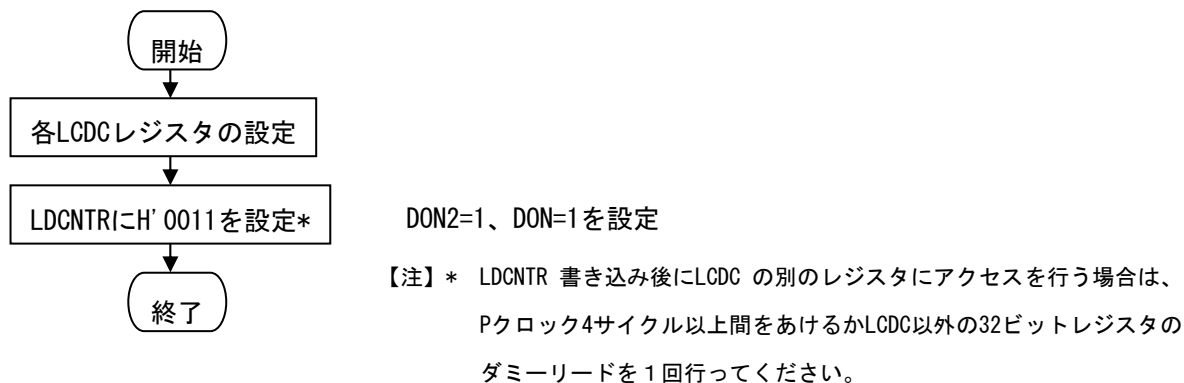 開始
各LCDCレジスタの設定
LDCNTRにH'0011を設定*
DON2=1、DON=1を設定
【注】* LDCNTR 書き込み後にLCDC の別のレジスタにアクセスを行う場合は、
Pクロック4サイクル以上間をあけるかLCDC以外の32ビットレジスタの
ダミーリードを１回行ってください。
終了